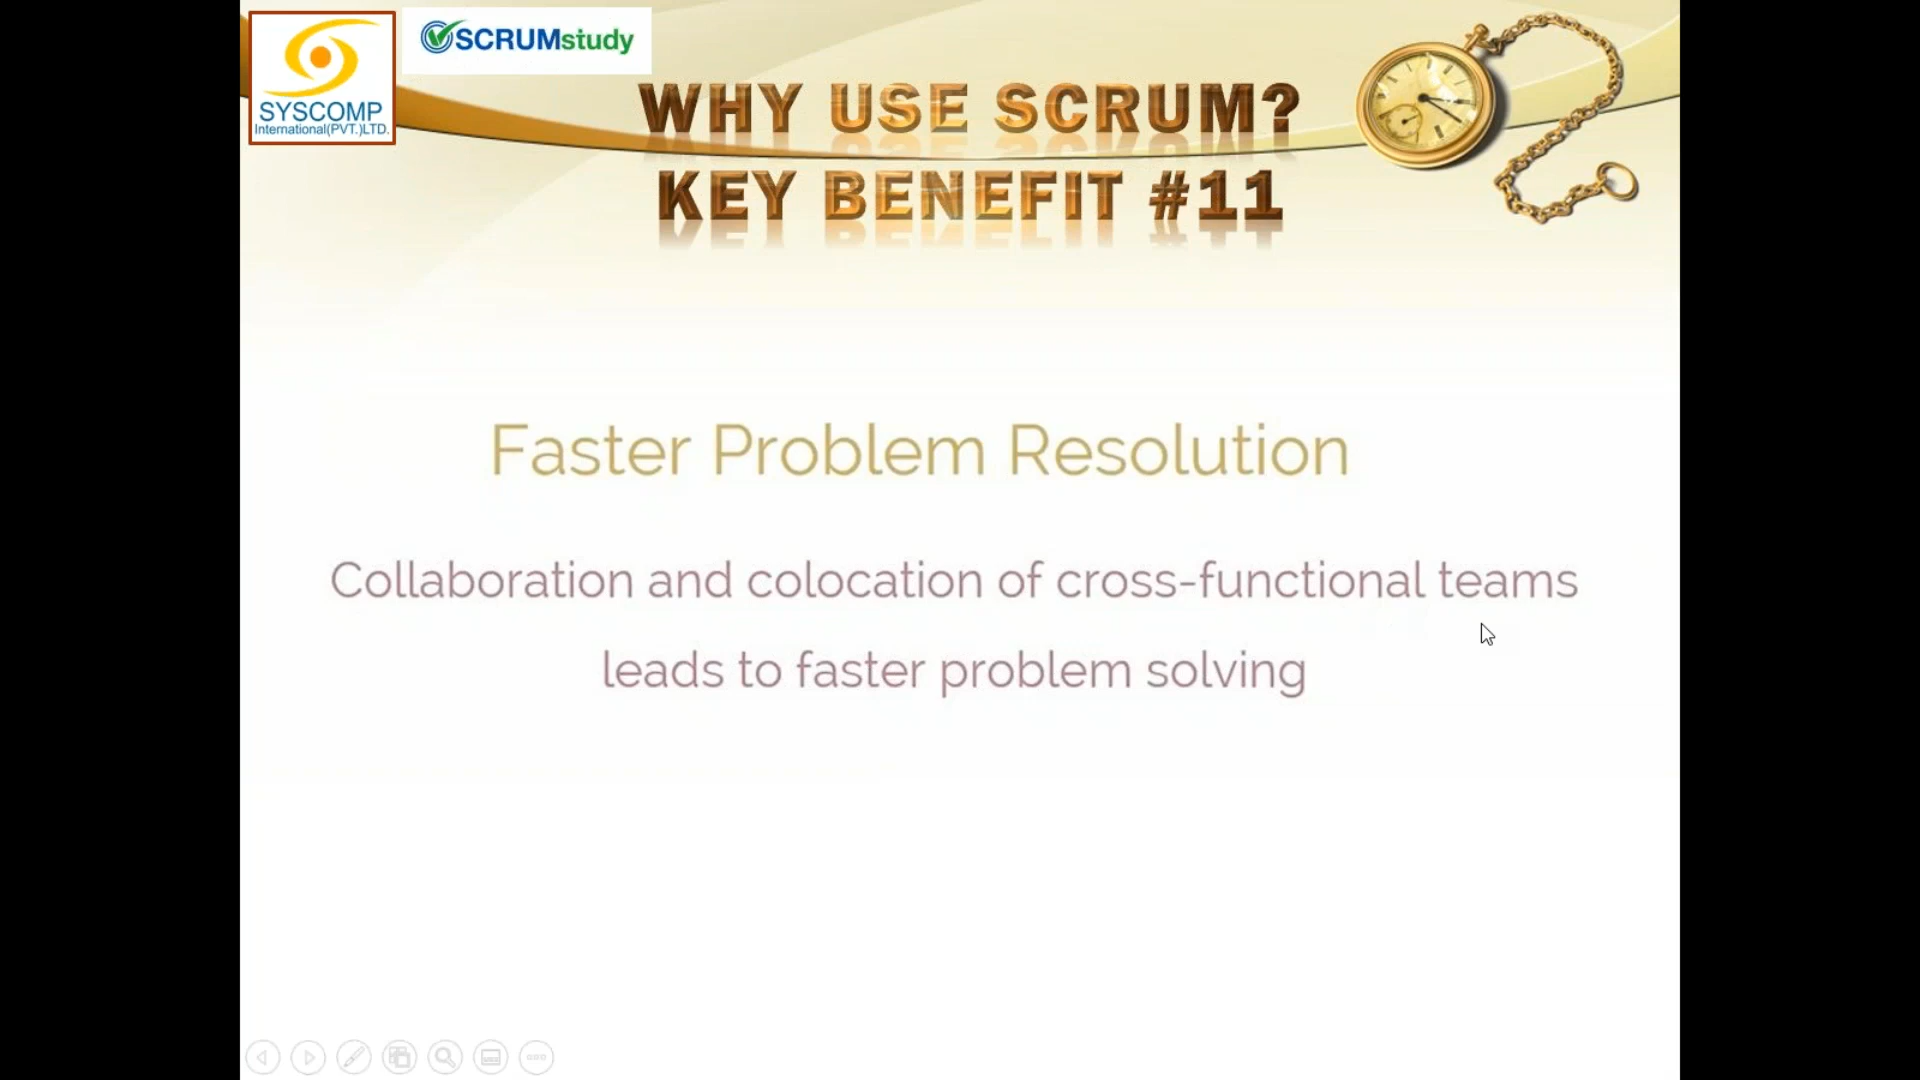 SYSCOMP
International(PVT.)LTD.
SCRUMstudy
WHY USE SCRUM?
KEY BENEFIT #11
Faster Problem Resolution
Collaboration and colocation of cross-functional teams
leads to faster problem solving